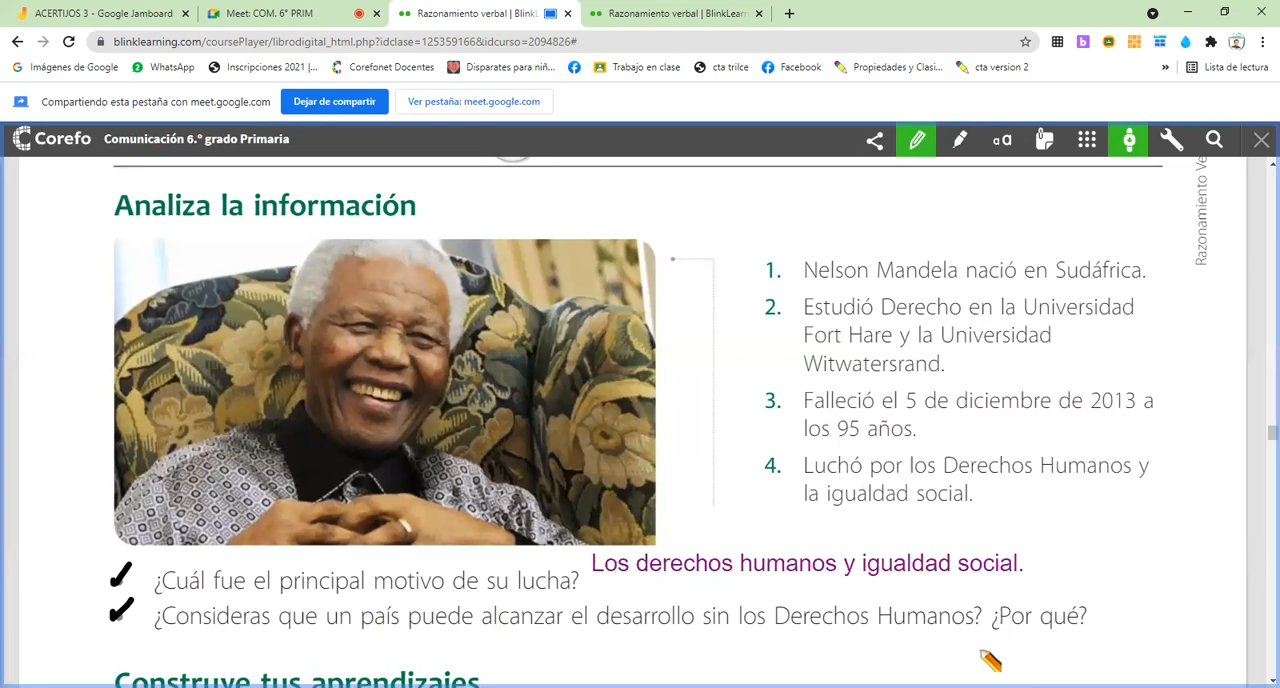 ACERTIJOS 3 - Google Jamboard
Meet: COM. 6° PRIM
Razonamiento verbal | Blink
Razonamiento verbal | BlinkLear
blinklearning.com/coursePlayer/librodigital_html.php?idclase=125359166&idcurso=2094826#
Imágenes de Google
WhatsApp
Inscripciones 2021 |...
Corefonet Docentes
Disparates para niñ...
Trabajo en clase
cta trilce
Facebook
Propiedades y Clasi...
cta version 2
»
Lista de lectura
Compartiendo esta pestaña con meet.google.com
Dejar de compartir
Ver pestaña: meet.google.com
Corefo
Comunicación 6.º grado Primaria
aa
Razonamiento Ve
Analiza la información
1. Nelson Mandela nació en Sudáfrica.
2. Estudió Derecho en la Universidad
Fort Hare y la Universidad
Witwatersrand.
3. Falleció el 5 de diciembre de 2013 a
los 95 años.
4. Luchó por los Derechos Humanos y
la igualdad social.
Los derechos humanos y igualdad social.
¿Cuál fue el principal motivo de su lucha?
¿Consideras que un país puede alcanzar el desarrollo sin los Derechos Humanos? ¿Por qué?
Construye tus aprendizajes